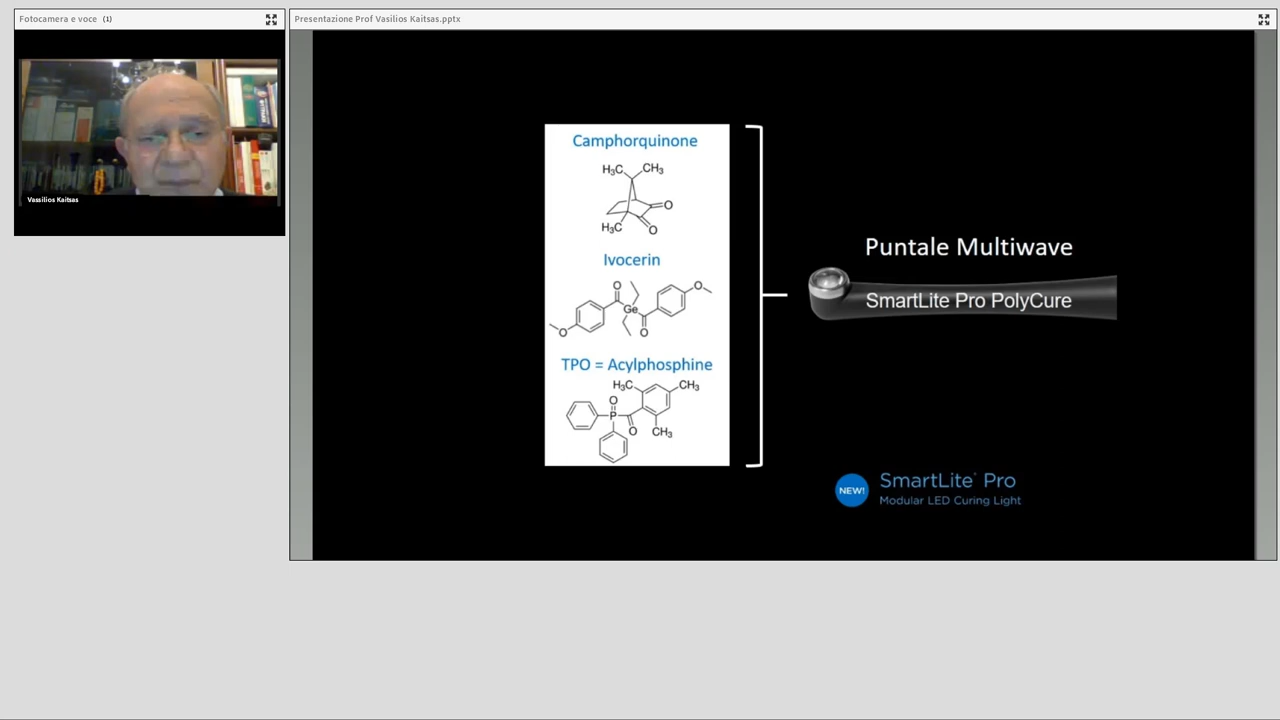 Fotocamera e voce (1)
Presentazione Prof Vasilios Kaitsas.pptx
Vassilios Kaitsas
Camphorquinone
H₃C CH₃
O
H₃C
O
Ivocerin
O
O
Ge
O
O
TPO = Acylphosphine
H₃C CH₃
O
P
O
CH₃
Puntale Multiwave
SmartLite Pro PolyCure
NEW!
SmartLite® Pro
Modular LED Curing Light